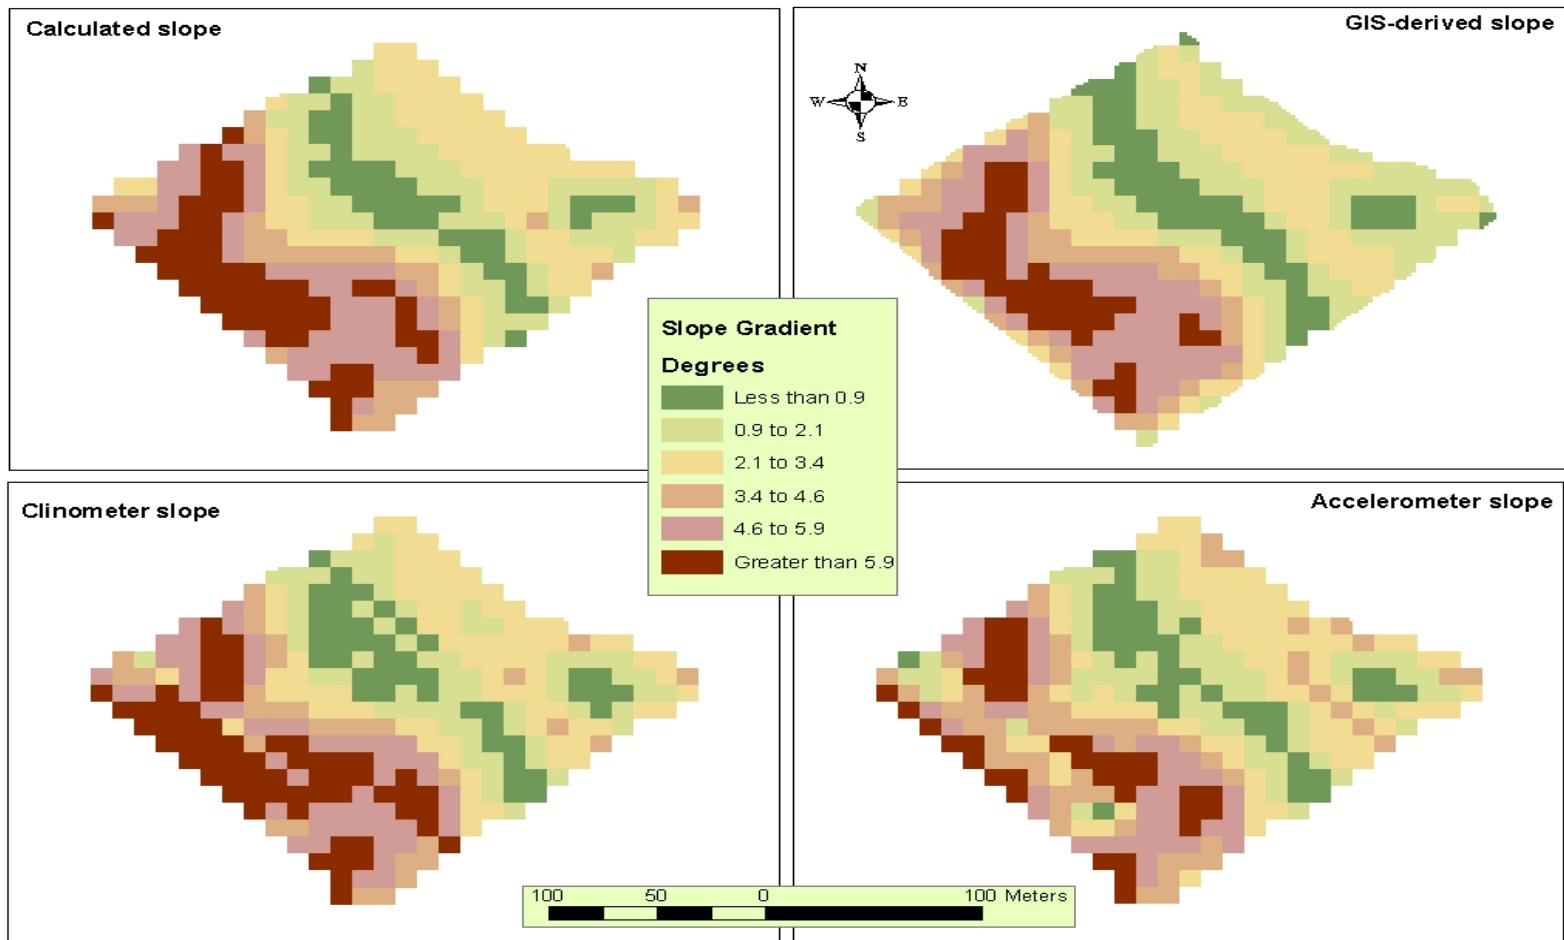 Calculated slope
GIS-derived slope
N
W E
S
Slope Gradient
Degrees
Less than 0.9
0.9 to 2.1
2.1 to 3.4
3.4 to 4.6
4.6 to 5.9
Greater than 5.9
Clinometer slope
Accelerometer slope
100 50 0 100 Meters